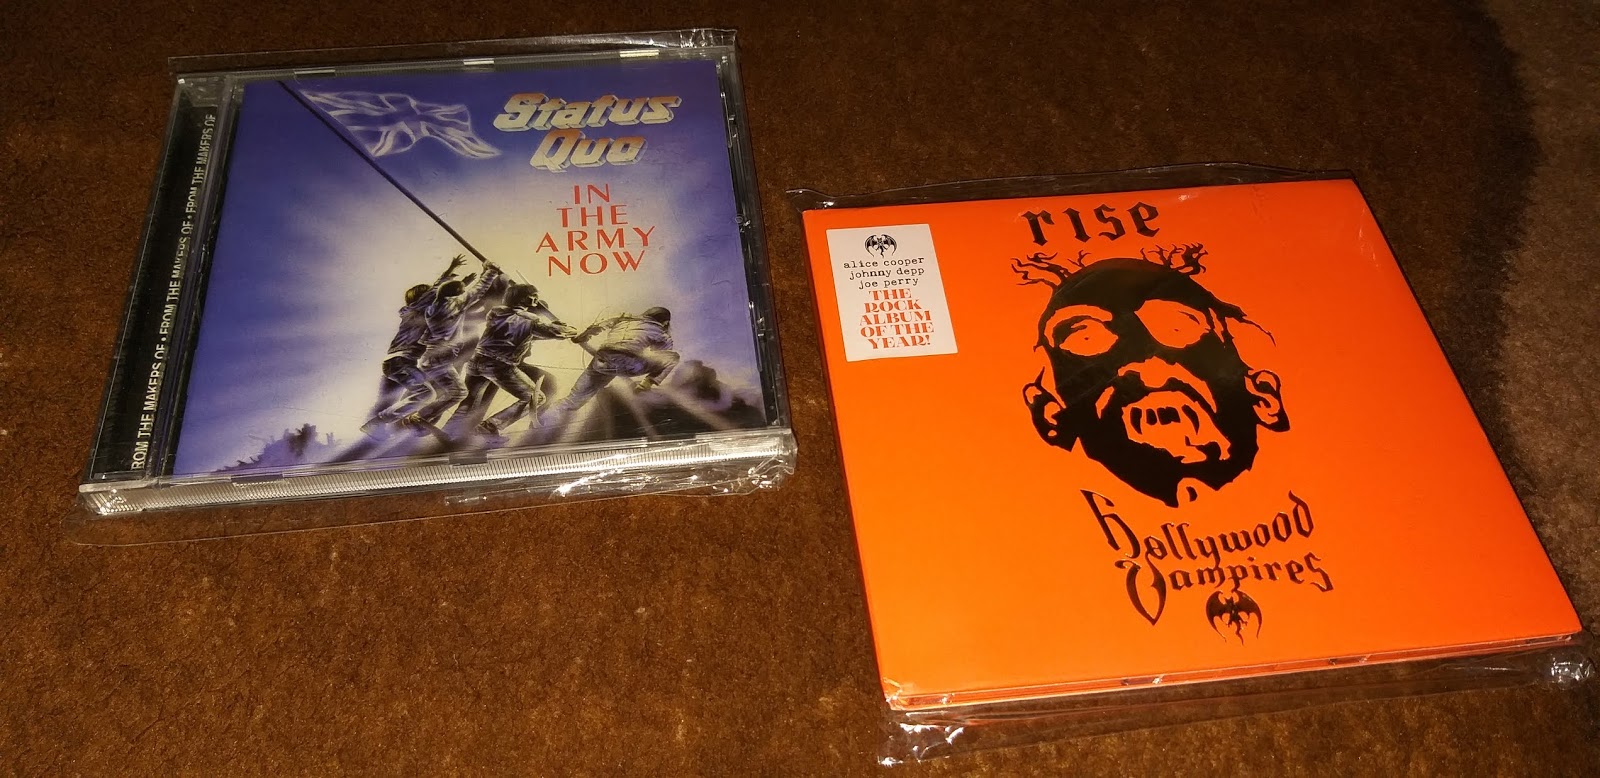 Status
Quo
IN
THE
ARMY
NOW
ROM THE MAKERS OF • FROM THE MAKERS OF • FROM THE MAKERS OF
rise
alice cooper
johnny depp
joe perry
THE
ROCK
ALBUM
OF THE
YEAR!
Hollywood
Vampires